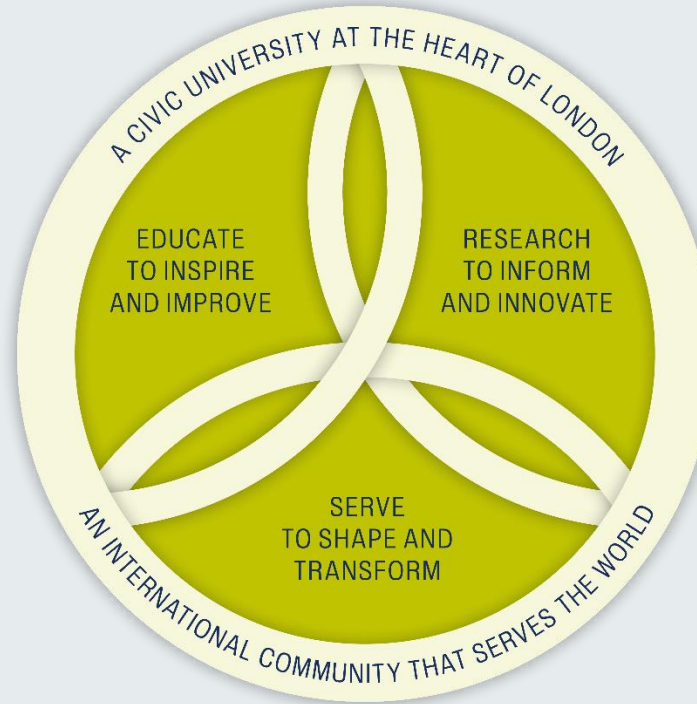 A CIVIC UNIVERSITY AT THE HEART OF LONDON
EDUCATE
TO INSPIRE
AND IMPROVE
RESEARCH
TO INFORM
AND INNOVATE
SERVE
TO SHAPE AND
TRANSFORM
AN INTERNATIONAL COMMUNITY THAT SERVES THE WORLD